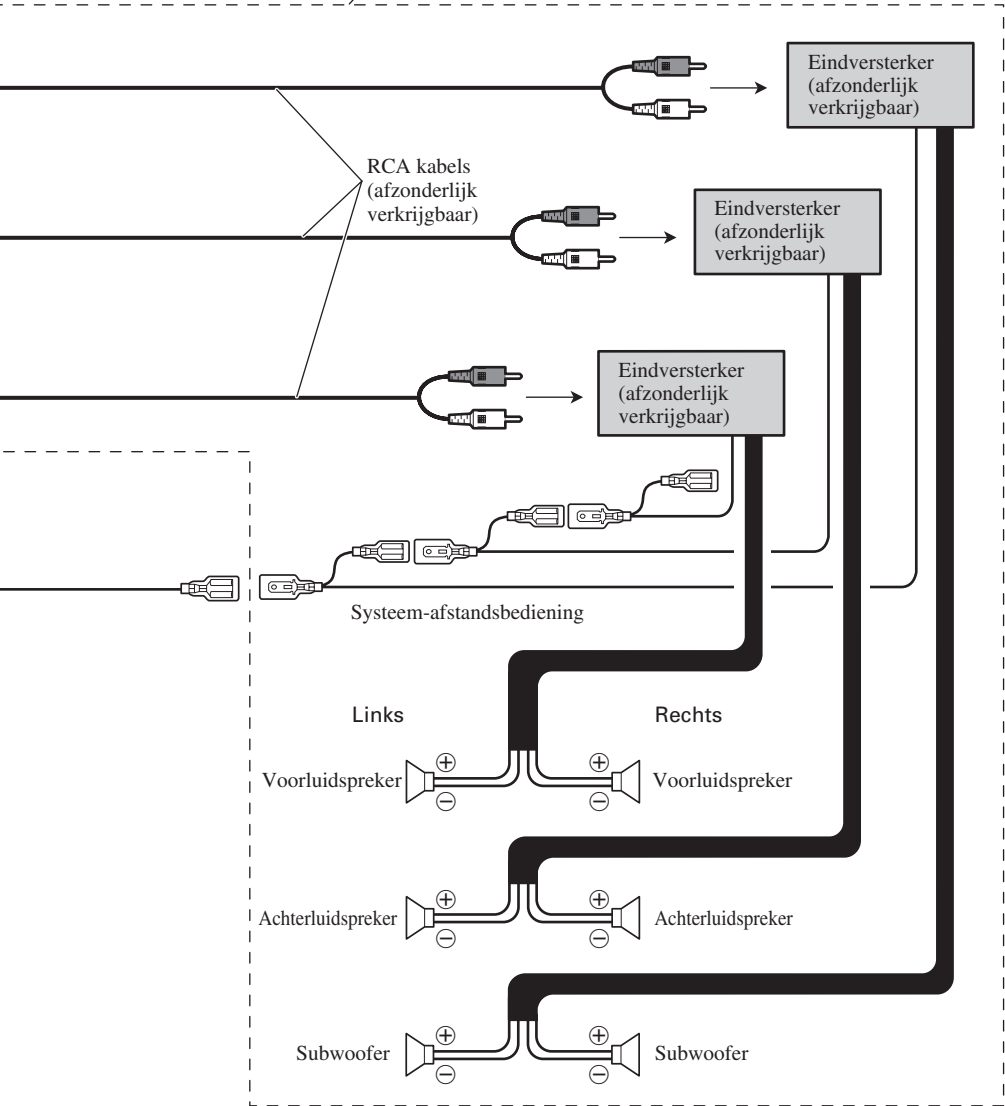 Eindversterker
(afzonderlijk
verkrijgbaar)
RCA kabels
(afzonderlijk
verkrijgbaar)
Eindversterker
(afzonderlijk
verkrijgbaar)
Eindversterker
(afzonderlijk
verkrijgbaar)
Systeem-afstandsbediening
Links
Rechts
Voorluidspreker
+
−
+
−
Voorluidspreker
Achterluidspreker
+
−
+
−
Achterluidspreker
Subwoofer
+
−
+
−
Subwoofer